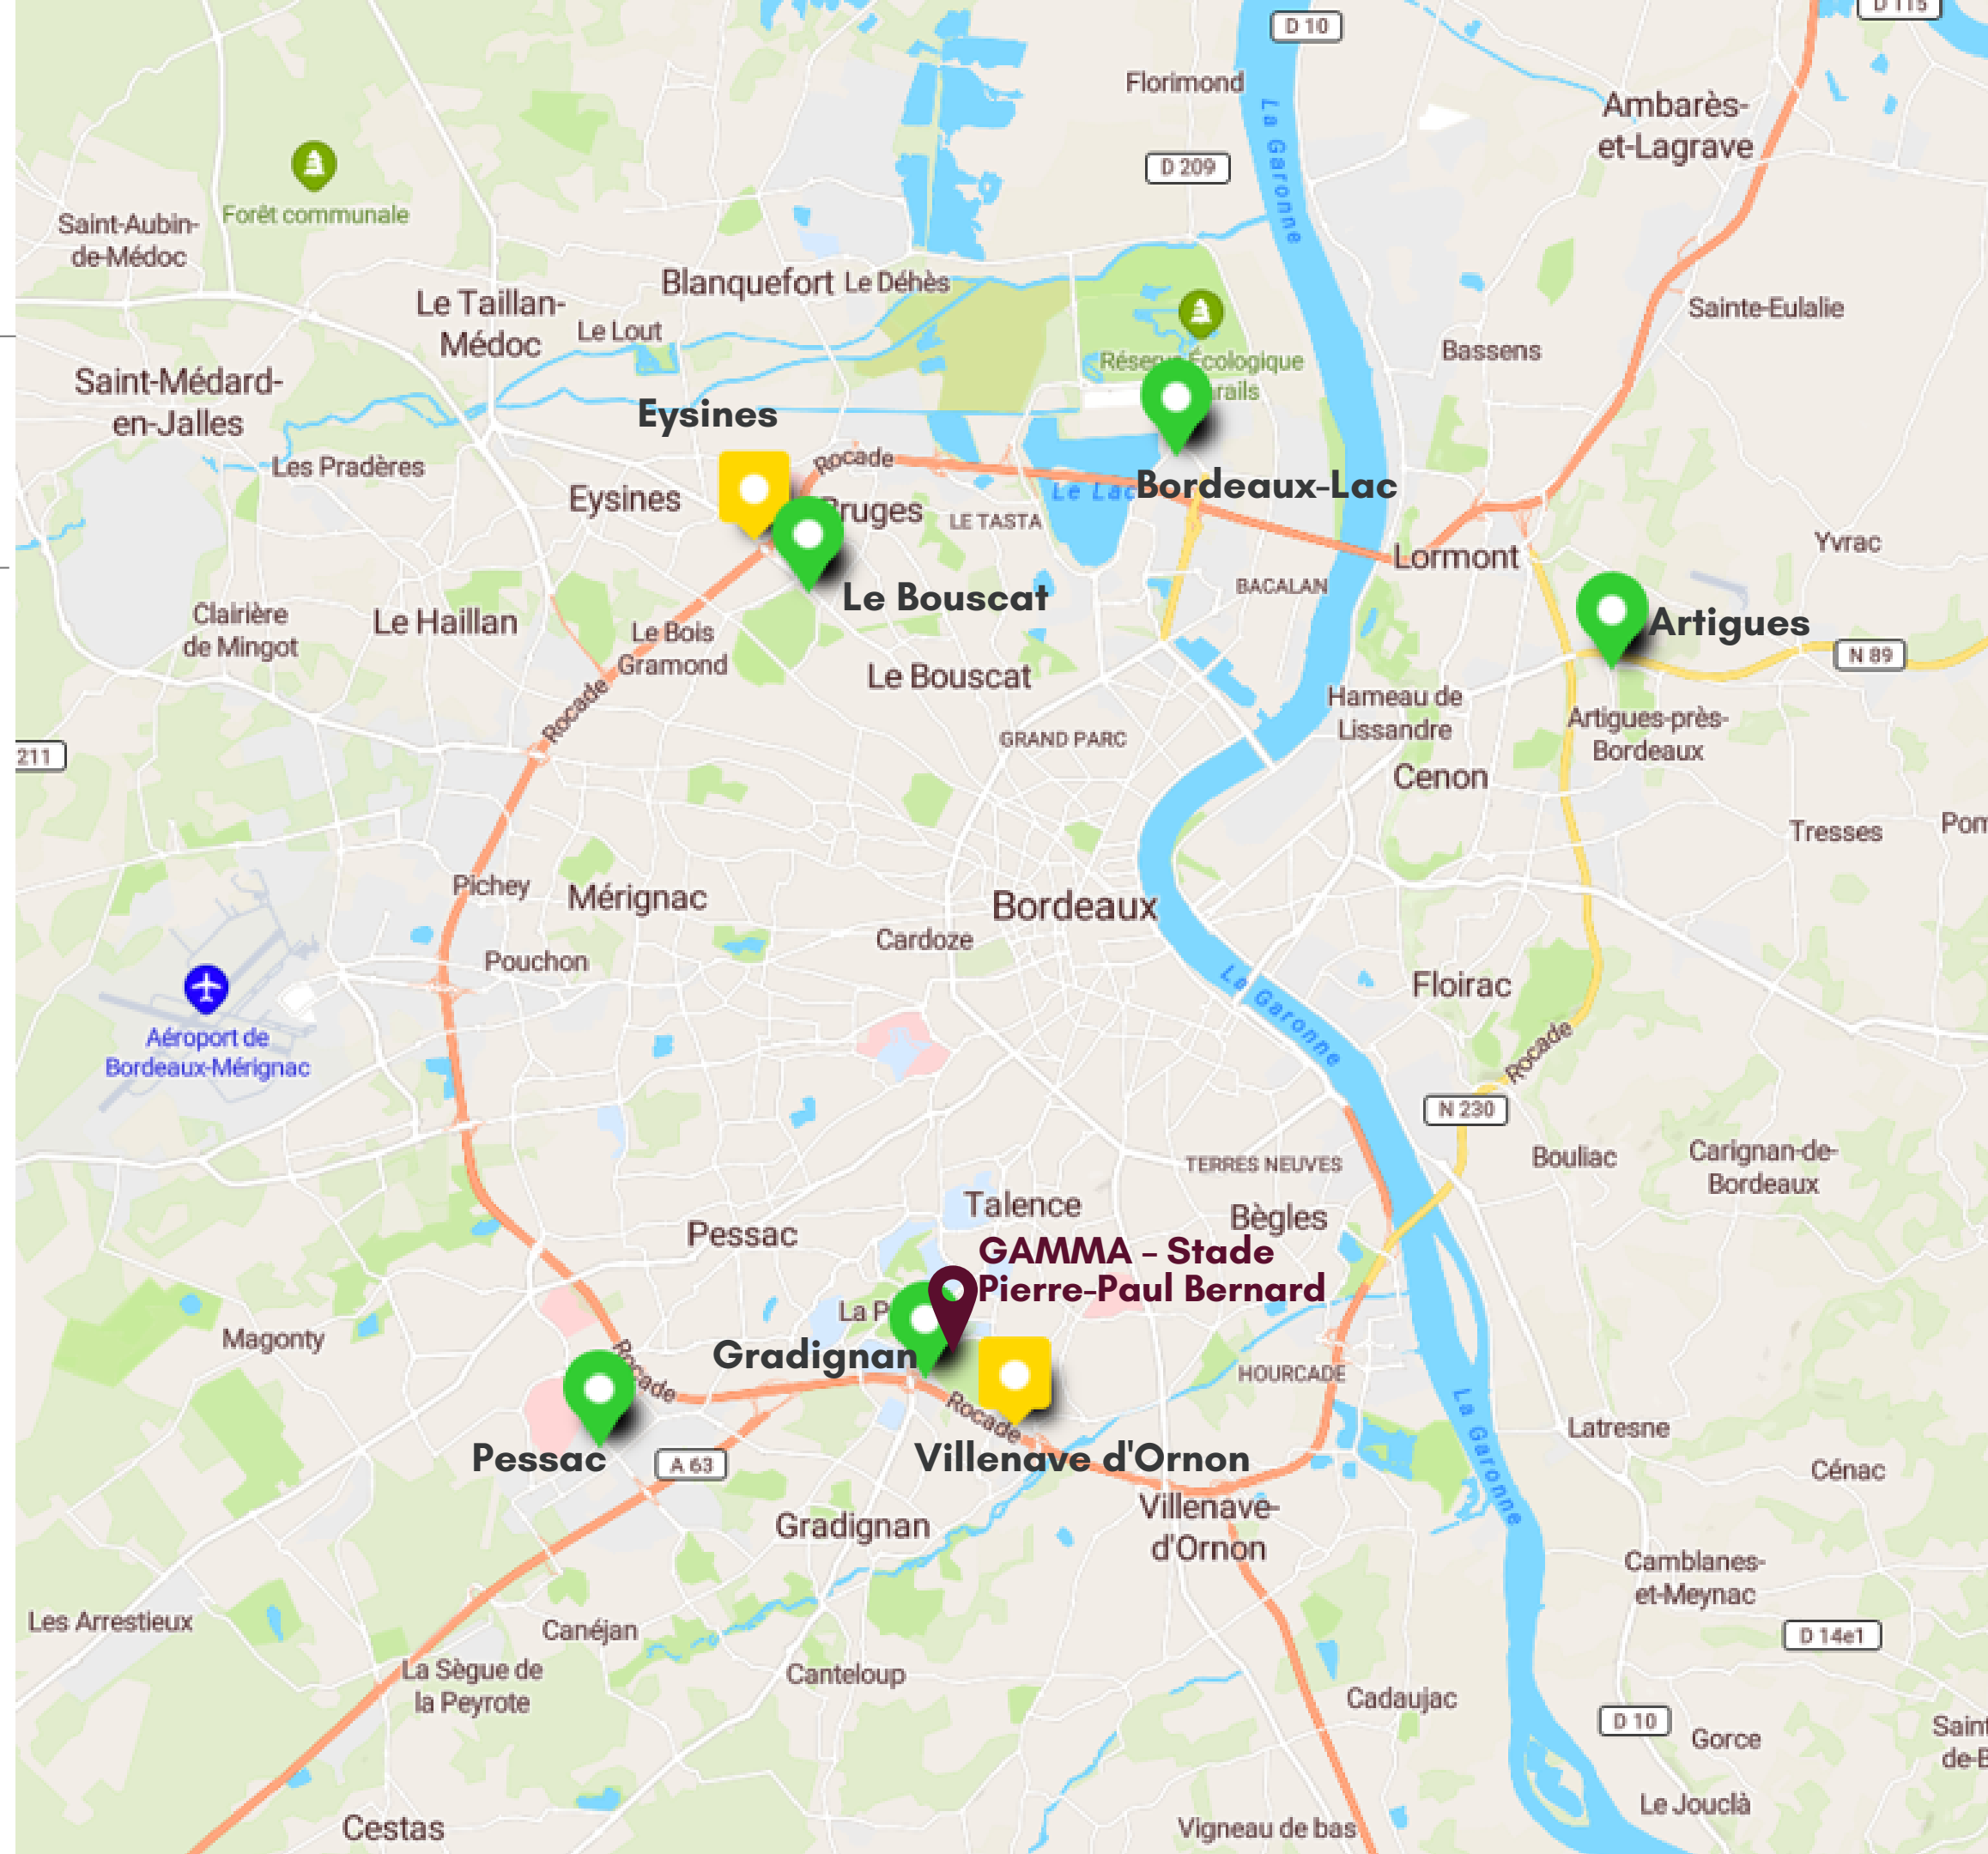 D 115
D 10
Florimond
Ambarès-
et-Lagrave
La Garonne
D 209
Forêt communale
Saint-Aubin-
de-Médoc
Blanquefort
Le Déhès
Le Taillan-
Médoc
Le Lout
Sainte-Eulalie
Bassens
Réserve Écologique
arails
Saint-Médard-
en-Jalles
Eysines
Les Pradères
Rocade
Eysines
Bruges
LE TASTA
Le Lac
Bordeaux-Lac
Lormont
Yvrac
BACALAN
Le Bouscat
Clairière
de Mingot
Le Haillan
Le Bois
Gramond
Artigues
N 89
Le Bouscat
Rocade
Hameau de
Lissandre
Artigues-près-
Bordeaux
211
GRAND PARC
Cenon
Tresses
Pom
Pichey
Mérignac
Bordeaux
Cardoze
Pouchon
La Garonne
Floirac
Aéroport de
Bordeaux-Mérignac
Rocade
N 230
TERRES NEUVES
Bouliac
Carignan-de-
Bordeaux
Talence
Bègles
Pessac
GAMMA - Stade
Pierre-Paul Bernard
La P
Magonty
Gradignan
Rocade
HOURCADE
Rocade
La Garonne
Latresne
Pessac
A 63
Villenave d'Ornon
Cénac
Gradignan
Villenave-
d'Ornon
Camblanes-
et-Meynac
Les Arrestieux
Canéjan
D 14e1
La Sègue de
la Peyrote
Canteloup
Cadaujac
D 10
Gorce
Saint
de-B
Le Jouclà
Cestas
Vigneau de bas